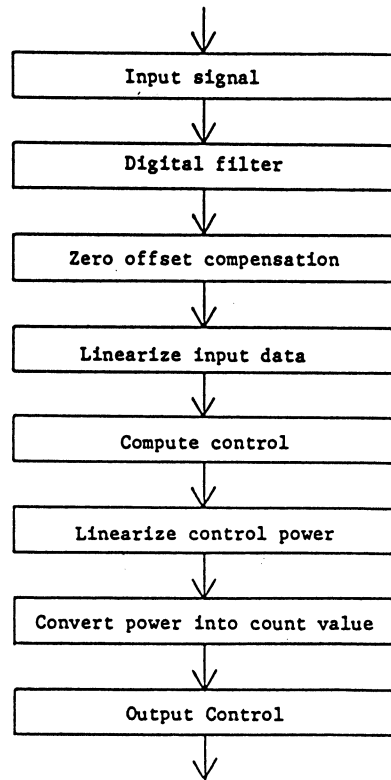 Input signal
Digital filter
Zero offset compensation
Linearize input data
Compute control
Linearize control power
Convert power into count value
Output Control